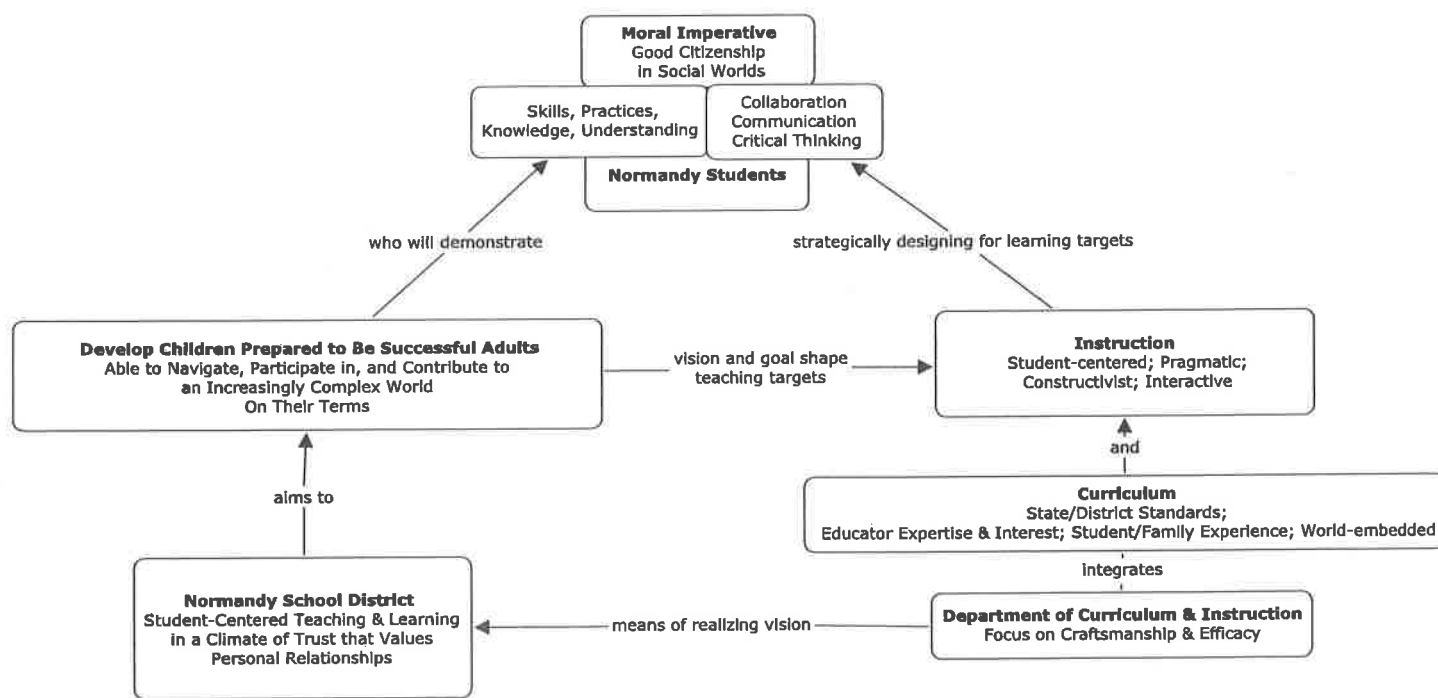 Moral Imperative
Good Citizenship
in Social Worlds
Skills, Practices,
Knowledge, Understanding
Collaboration
Communication
Critical Thinking
Normandy Students
who will demonstrate
strategically designing for learning targets
Develop Children Prepared to Be Successful Adults
Able to Navigate, Participate in, and Contribute to
an Increasingly Complex World
On Their Terms
vision and goal shape
teaching targets
Instruction
Student-centered; Pragmatic;
Constructivist; Interactive
and
aims to
Curriculum
State/District Standards;
Educator Expertise & Interest; Student/Family Experience; World-embedded
integrates
Normandy School District
Student-Centered Teaching & Learning
in a Climate of Trust that Values
Personal Relationships
means of realizing vision
Department of Curriculum & Instruction
Focus on Craftsmanship & Efficacy